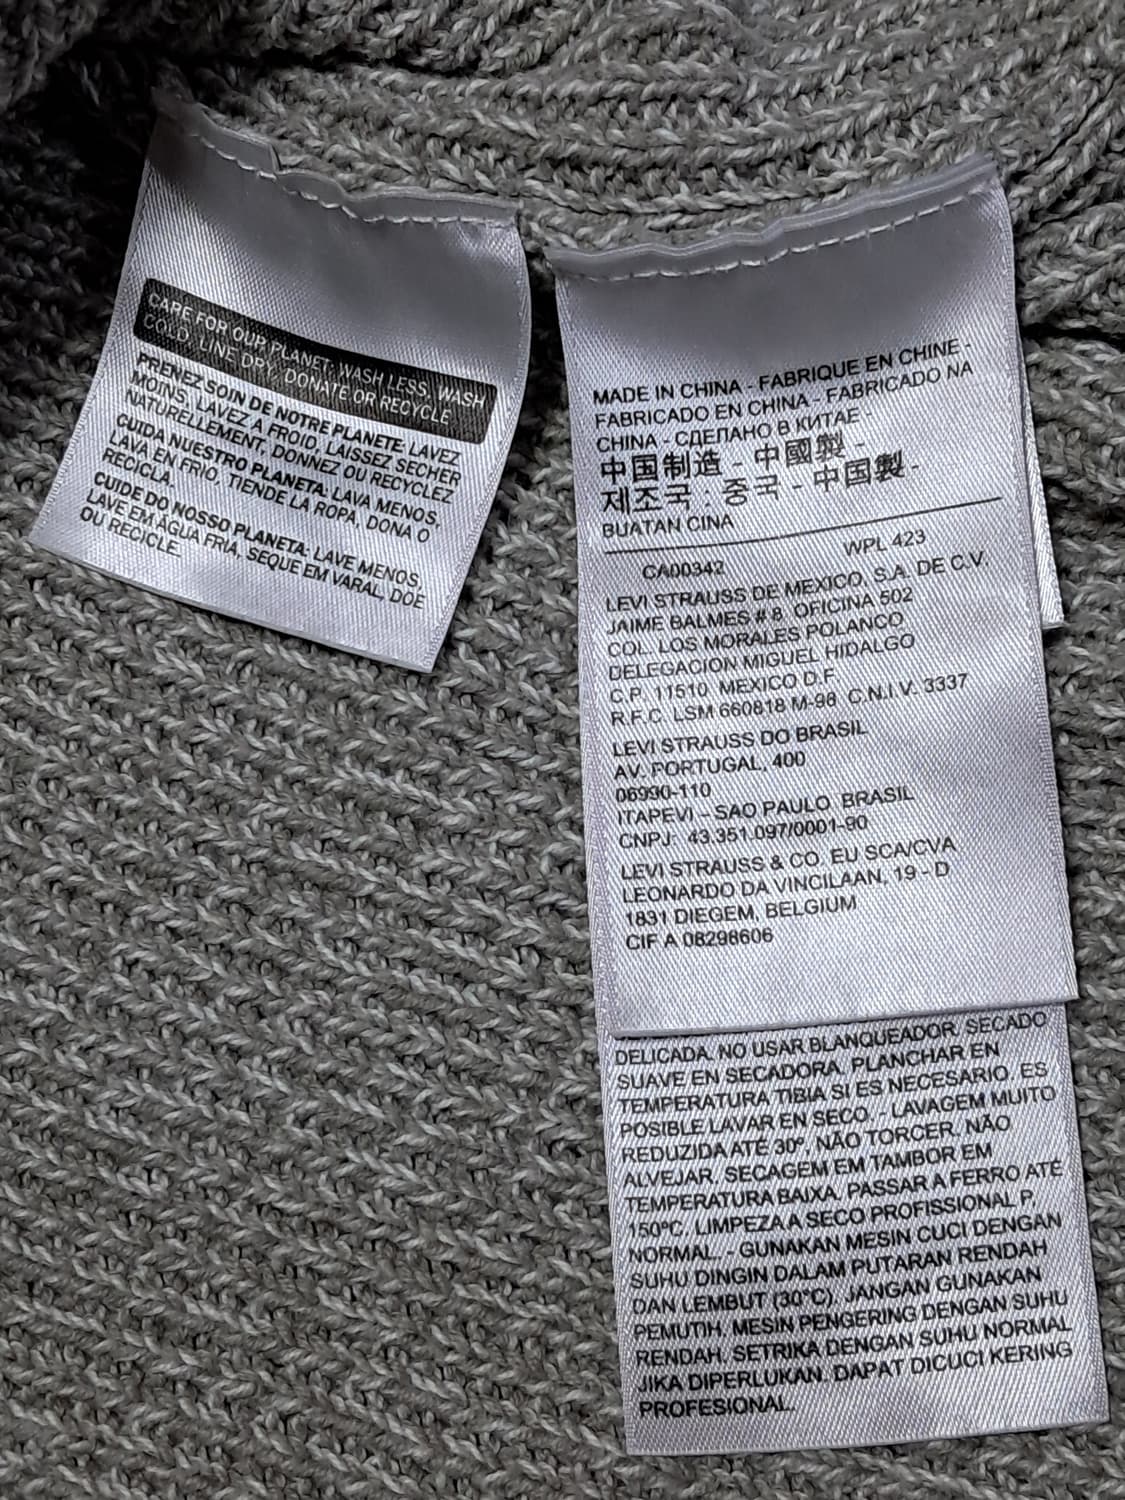 CARE FOR OUR PLANET: WASH LESS, WASH
COLD, LINE DRY, DONATE OR RECYCLE.
PRENEZ SOIN DE NOTRE PLANETE: LAVEZ
MOINS, LAVEZ A FROID, LAISSEZ SECHER
NATURELLEMENT, DONNEZ OU RECYCLEZ
CUIDA NUESTRO PLANETA: LAVA MENOS,
LAVA EN FRIO, TIENDE LA ROPA, DONA O
RECICLA.
CUIDE DO NOSSO PLANETA: LAVE MENOS,
LAVE EM ÁGUA FRIA, SEQUE EM VARAL, DOE
OU RECICLE.
MADE IN CHINA - FABRIQUE EN CHINE -
FABRICADO EN CHINA - FABRICADO NA
CHINA - СДЕЛАНО В КИТАЕ -
中国制造 - 中國製 -
제조국 : 중국 - 中国製 -
BUATAN CINA
CA00342 WPL 423
LEVI STRAUSS DE MEXICO, S.A. DE C.V.
JAIME BALMES # 8 OFICINA 502
COL. LOS MORALES POLANCO
DELEGACION MIGUEL HIDALGO
C.P. 11510 MEXICO D.F.
R.F.C. LSM 660818 M-98 C.N.I.V. 3337
LEVI STRAUSS DO BRASIL
AV. PORTUGAL, 400
06990-110
ITAPEVI - SAO PAULO BRASIL
CNPJ: 43.351.097/0001-90
LEVI STRAUSS & CO. EU SCA/CVA
LEONARDO DA VINCILAAN, 19 - D
1831 DIEGEM, BELGIUM
CIF A 08298606
DELICADA. NO USAR BLANQUEADOR. SECADO
SUAVE EN SECADORA. PLANCHAR EN
TEMPERATURA TIBIA SI ES NECESARIO. ES
POSIBLE LAVAR EN SECO. - LAVAGEM MUITO
REDUZIDA ATÉ 30º, NÃO TORCER. NÃO
ALVEJAR. SECAGEM EM TAMBOR EM
TEMPERATURA BAIXA. PASSAR A FERRO ATÉ
150ºC. LIMPEZA A SECO PROFISSIONAL P.
NORMAL. - GUNAKAN MESIN CUCI DENGAN
SUHU DINGIN DALAM PUTARAN RENDAH
DAN LEMBUT (30°C). JANGAN GUNAKAN
PEMUTIH. MESIN PENGERING DENGAN SUHU
RENDAH. SETRIKA DENGAN SUHU NORMAL
JIKA DIPERLUKAN. DAPAT DICUCI KERING
PROFESIONAL.